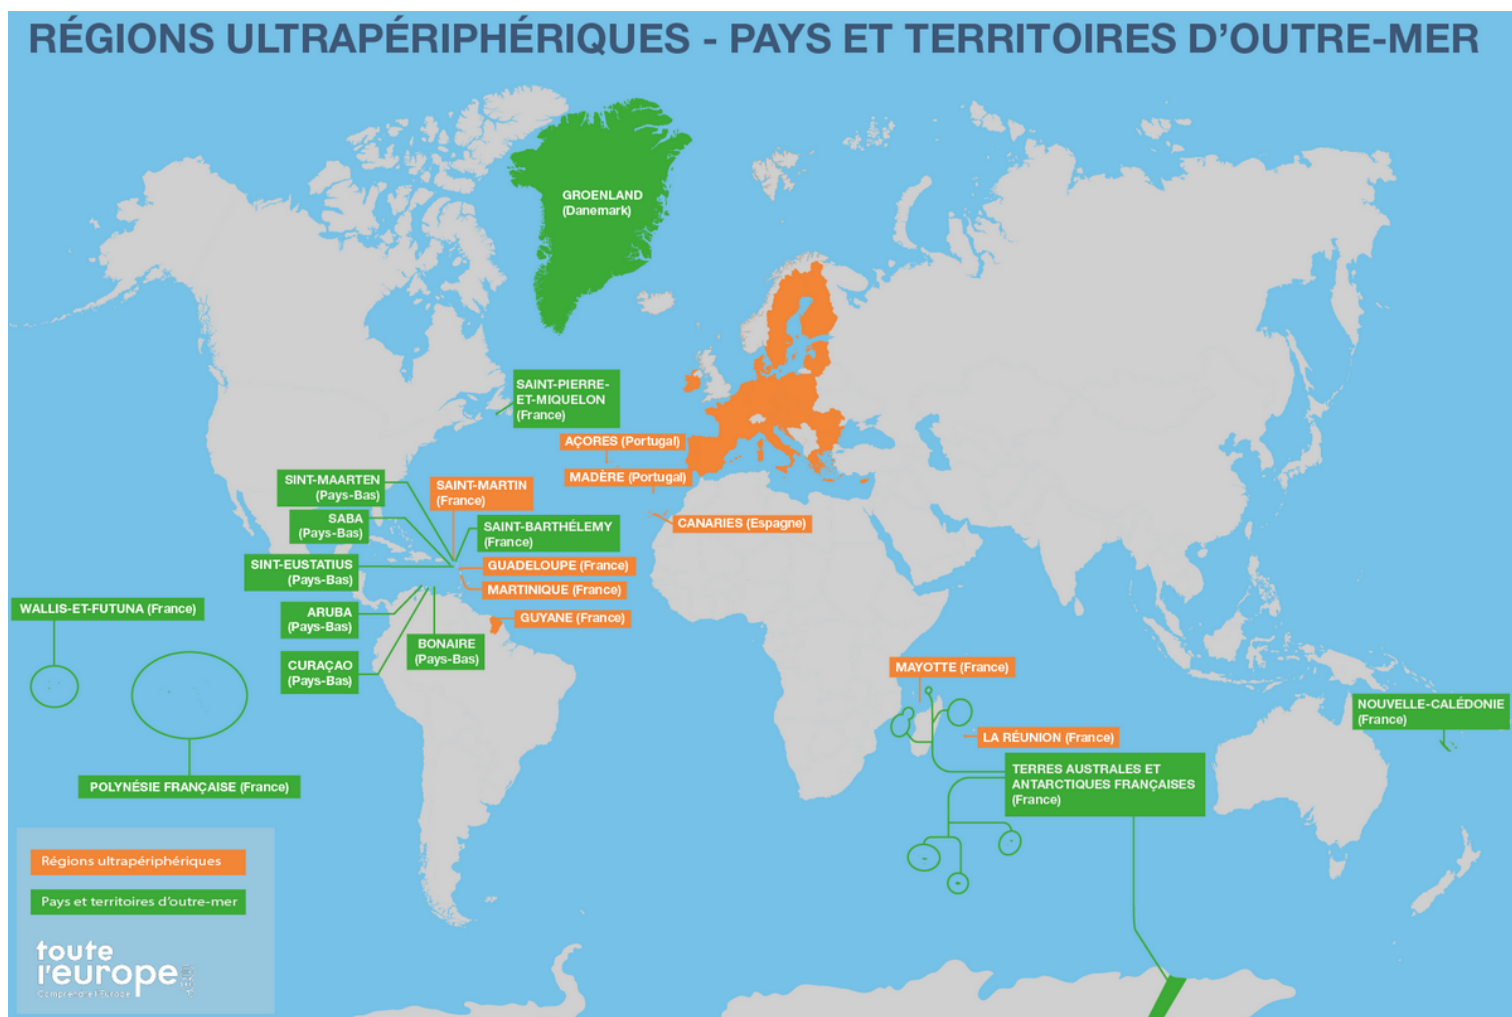 RÉGIONS ULTRAPÉRIPHÉRIQUES - PAYS ET TERRITOIRES D'OUTRE-MER
GROENLAND
(Danemark)
SAINT-PIERRE-
ET-MIQUELON
(France)
AÇORES (Portugal)
MADÈRE (Portugal)
CANARIES (Espagne)
SINT-MAARTEN
(Pays-Bas)
SAINT-MARTIN
(France)
SABA
(Pays-Bas)
SAINT-BARTHÉLEMY
(France)
SINT-EUSTATIUS
(Pays-Bas)
GUADELOUPE (France)
MARTINIQUE (France)
WALLIS-ET-FUTUNA (France)
ARUBA
(Pays-Bas)
GUYANE (France)
BONAIRE
(Pays-Bas)
CURAÇAO
(Pays-Bas)
MAYOTTE (France)
NOUVELLE-CALÉDONIE
(France)
LA RÉUNION (France)
TERRES AUSTRALES ET
ANTARCTIQUES FRANÇAISES
(France)
POLYNÉSIE FRANÇAISE (France)
Régions ultrapériphériques
Pays et territoires d'outre-mer
toute
l'europe
Comprendre l'Europe